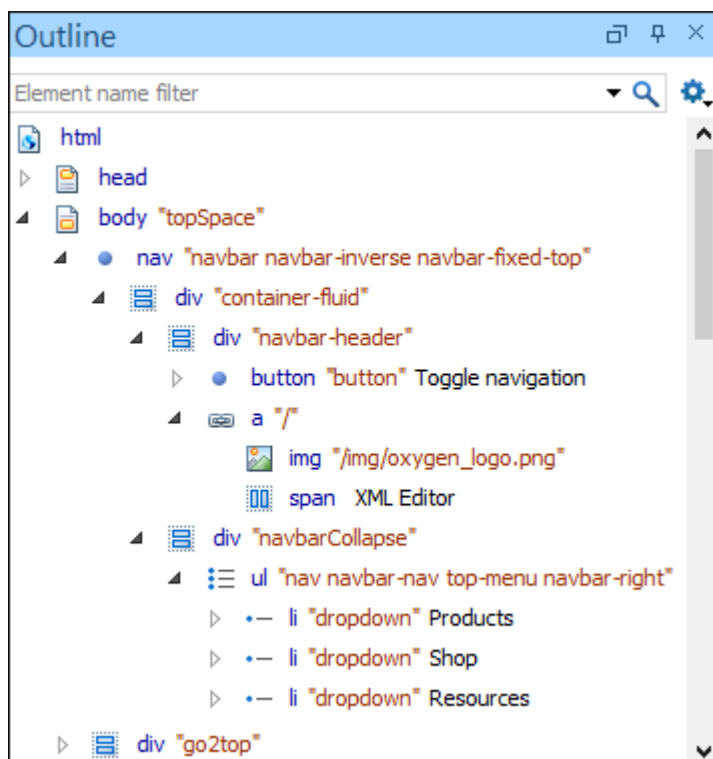 Outline
Element name filter
html
head
body "topSpace"
nav "navbar navbar-inverse navbar-fixed-top"
div "container-fluid"
div "navbar-header"
button "button" Toggle navigation
a "/"
img "/img/oxygen_logo.png"
span XML Editor
div "navbarCollapse"
ul "nav navbar-nav top-menu navbar-right"
li "dropdown" Products
li "dropdown" Shop
li "dropdown" Resources
div "go2top"